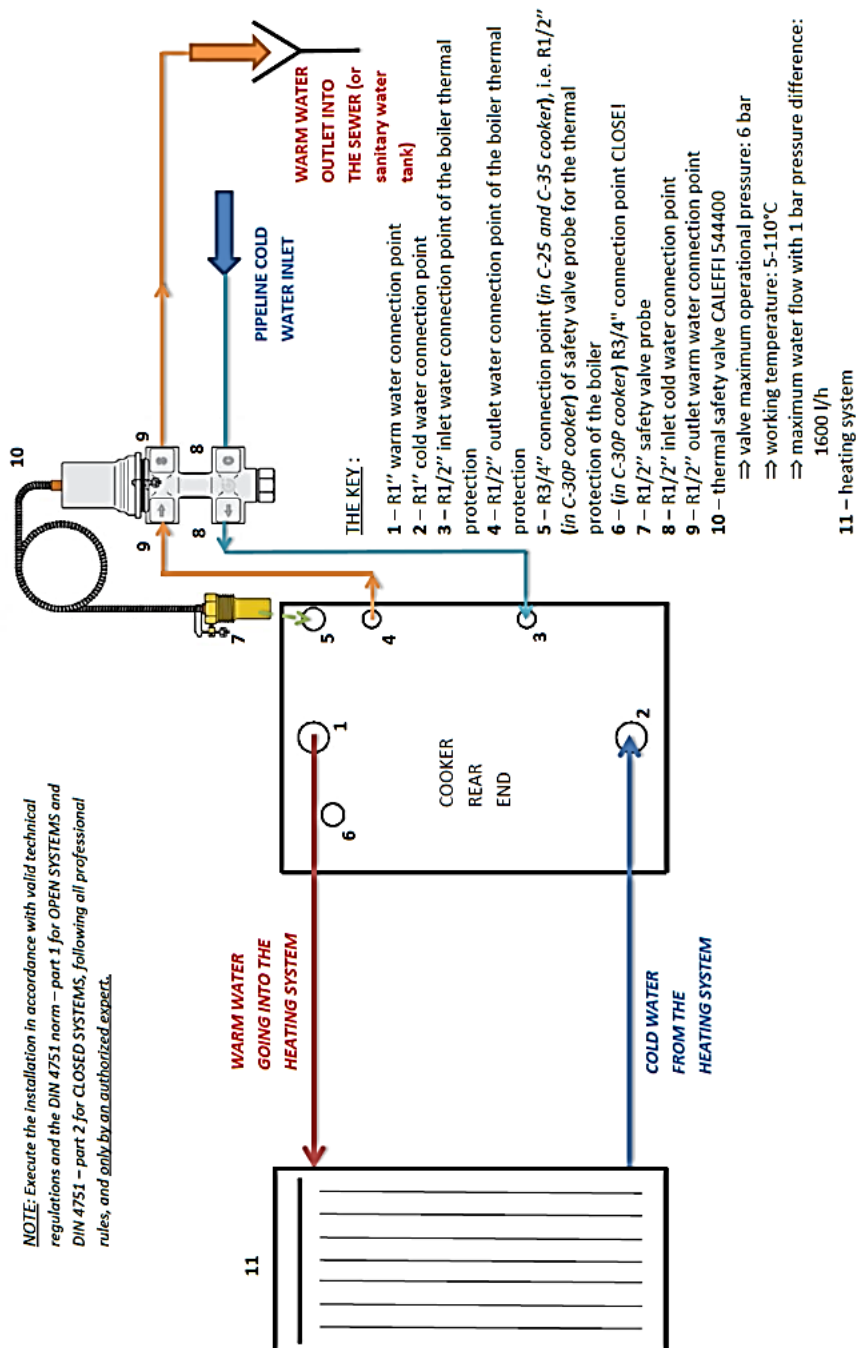 NOTE: Execute the installation in accordance with valid technical
regulations and the DIN 4751 norm – part 1 for OPEN SYSTEMS and
DIN 4751 – part 2 for CLOSED SYSTEMS, following all professional
rules, and only by an authorized expert.
11
WARM WATER
GOING INTO THE
HEATING SYSTEM
COLD WATER
FROM THE
HEATING SYSTEM
6
1
COOKER
REAR
END
2
5
4
3
7
10
9
9
8
8
WARM WATER
OUTLET INTO
THE SEWER (or
sanitary water
tank)
PIPELINE COLD
WATER INLET
THE KEY :
1 – R1" warm water connection point
2 – R1" cold water connection point
3 – R1/2" inlet water connection point of the boiler thermal
protection
4 – R1/2" outlet water connection point of the boiler thermal
protection
5 – R3/4" connection point (in C-25 and C-35 cooker), i.e. R1/2"
(in C-30P cooker) of safety valve probe for the thermal
protection of the boiler
6 – (in C-30P cooker) R3/4" connection point CLOSE!
7 – R1/2" safety valve probe
8 – R1/2" inlet cold water connection point
9 – R1/2" outlet warm water connection point
10 – thermal safety valve CALEFFI 544400
⇒ valve maximum operational pressure: 6 bar
⇒ working temperature: 5-110°C
⇒ maximum water flow with 1 bar pressure difference:
1600 l/h
11 – heating system